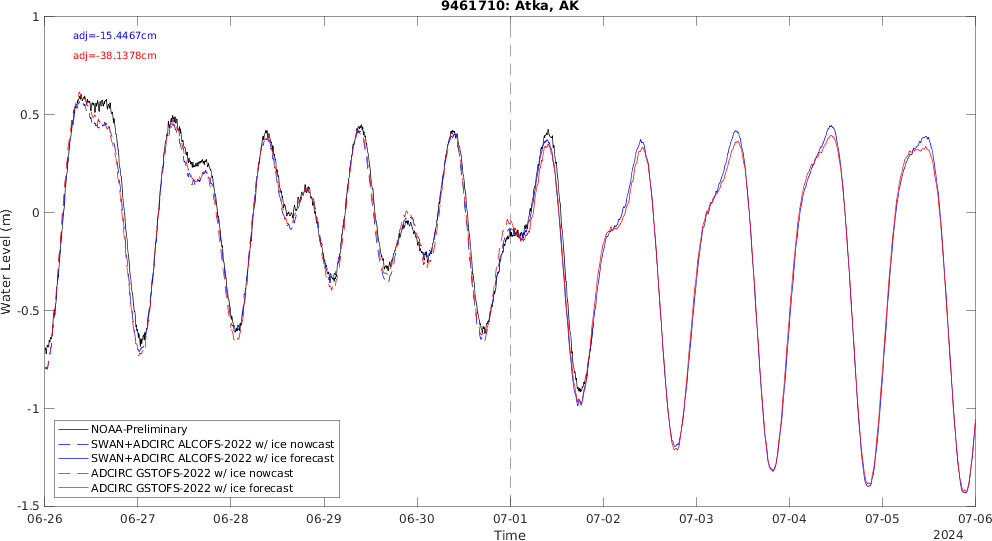 9461710: Atka, AK
adj=-15.4467cm
adj=-38.1378cm
Water Level (m)
1
0.5
0
-0.5
-1
-1.5
NOAA-Preliminary
SWAN+ADCIRC ALCOFS-2022 w/ ice nowcast
SWAN+ADCIRC ALCOFS-2022 w/ ice forecast
ADCIRC GSTOFS-2022 w/ ice nowcast
ADCIRC GSTOFS-2022 w/ ice forecast
06-26 06-27 06-28 06-29 06-30 07-01 07-02 07-03 07-04 07-05 07-06
Time
2024